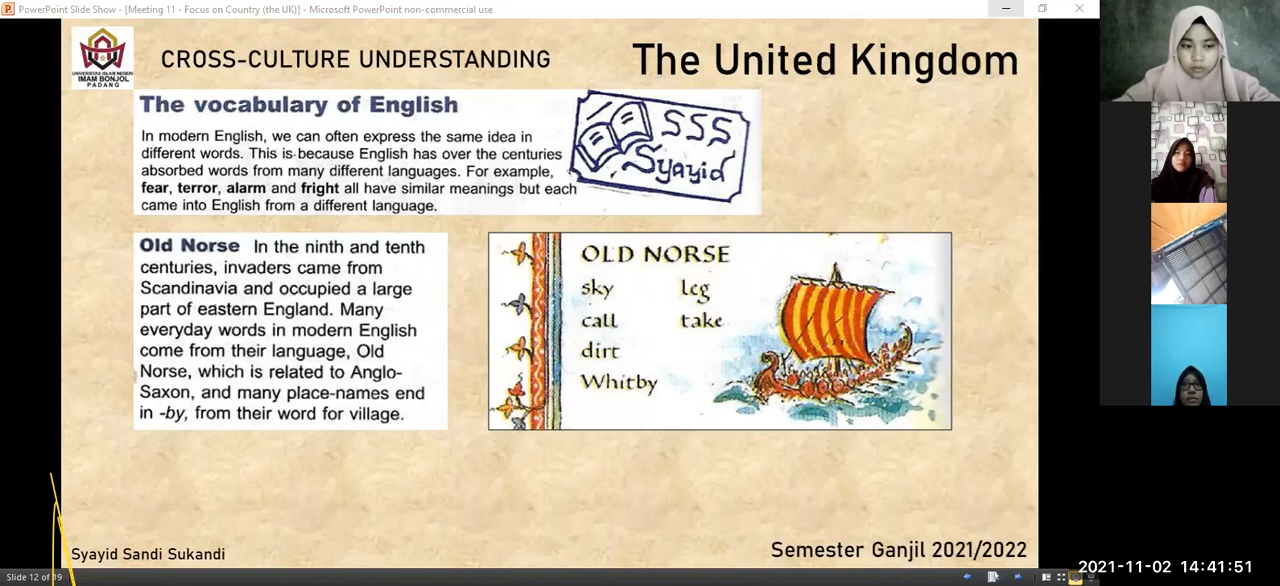 PowerPoint Slide Show - [Meeting 11 - Focus on Country (the UK)] - Microsoft PowerPoint non-commercial use
UNIVERSITAS ISLAM NEGERI
IMAM BONJOL
PADANG
CROSS-CULTURE UNDERSTANDING
The United Kingdom
The vocabulary of English
In modern English, we can often express the same idea in
different words. This is because English has over the centuries
absorbed words from many different languages. For example,
fear, terror, alarm and fright all have similar meanings but each
came into English from a different language.
SSS
Syayid
Old Norse In the ninth and tenth
centuries, invaders came from
Scandinavia and occupied a large
part of eastern England. Many
everyday words in modern English
come from their language, Old
Norse, which is related to Anglo-
Saxon, and many place-names end
in -by, from their word for village.
OLD NORSE
sky leg
call take
dirt
Whitby
Syayid Sandi Sukandi
Semester Ganjil 2021/2022
Slide 12 of 19
2021-11-02 14:41:51